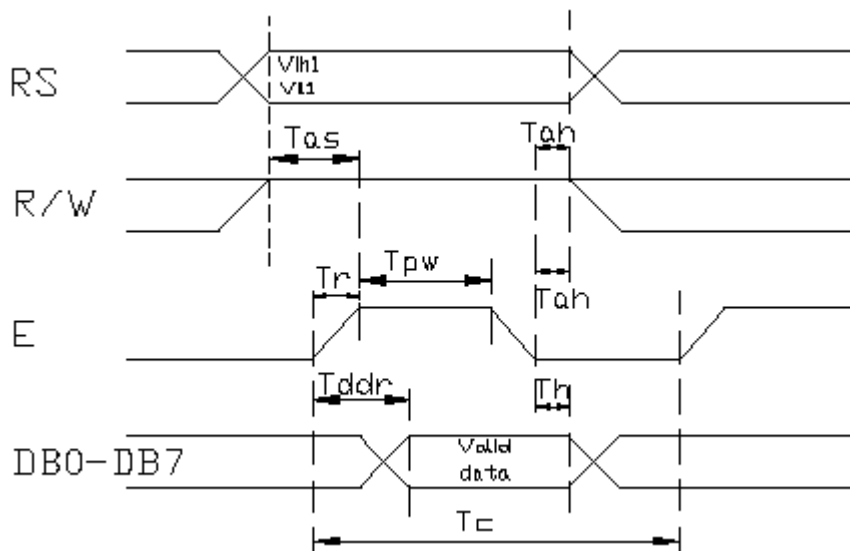 RS
VIh1
VIl1
Tas
Tah
R/W
Tr
Tpw
Tah
E
Tddr
Th
DB0-DB7
Valid
data
Tc